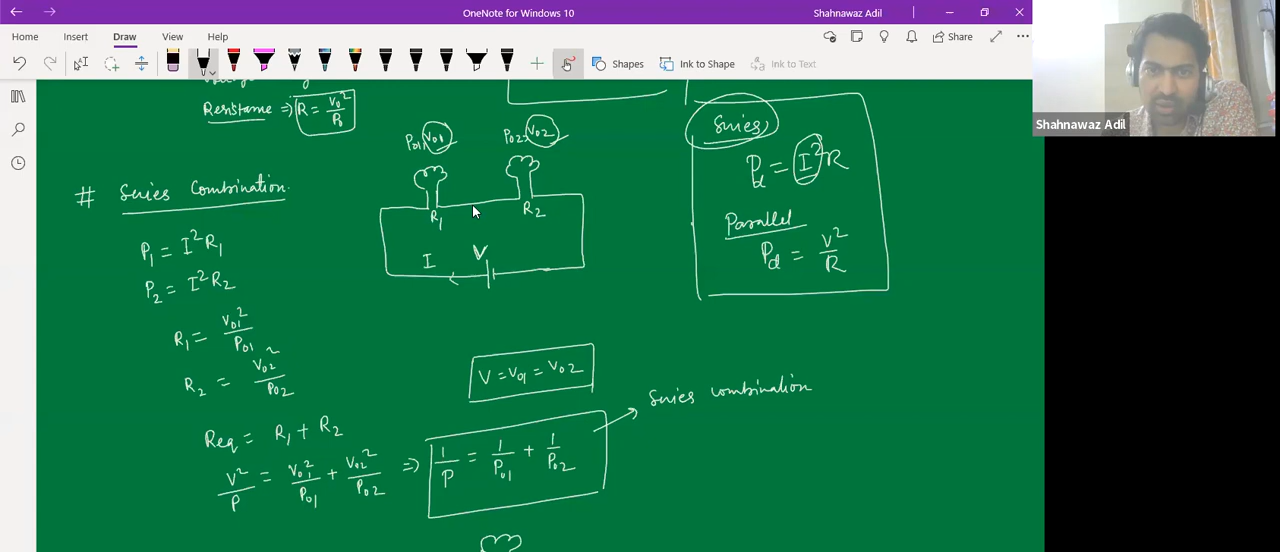 OneNote for Windows 10
Shahnawaz Adil
Home Insert Draw View Help
Share
Shapes
Ink to Shape
Ink to Text
Shahnawaz Adil
Resistance ⇒ R = V₀²/P₀
P₀₁, V₀₁
P₀₂, V₀₂
Series
P_d = I²R
Parallel
P_d = V²/R
# Series Combination.
R₁
R₂
I
V
P₁ = I²R₁
P₂ = I²R₂
R₁ = V₀₁²/P₀₁
R₂ = V₀₂²/P₀₂
V = V₀₁ = V₀₂
Series combination
Req = R₁ + R₂
V²/P = V₀₁²/P₀₁ + V₀₂²/P₀₂ ⇒ 1/P = 1/P₀₁ + 1/P₀₂